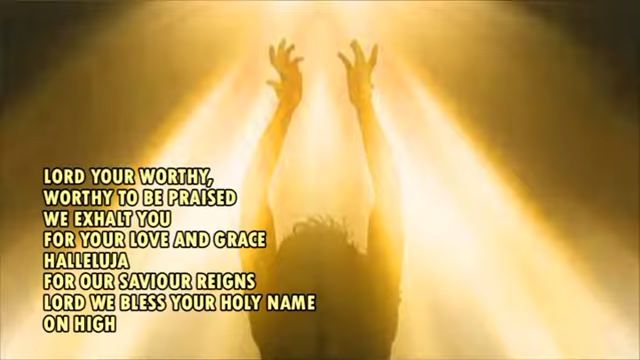 LORD YOUR WORTHY,
WORTHY TO BE PRAISED
WE EXHALT YOU
FOR YOUR LOVE AND GRACE
HALLELUJA
FOR OUR SAVIOUR REIGNS
LORD WE BLESS YOUR HOLY NAME
ON HIGH